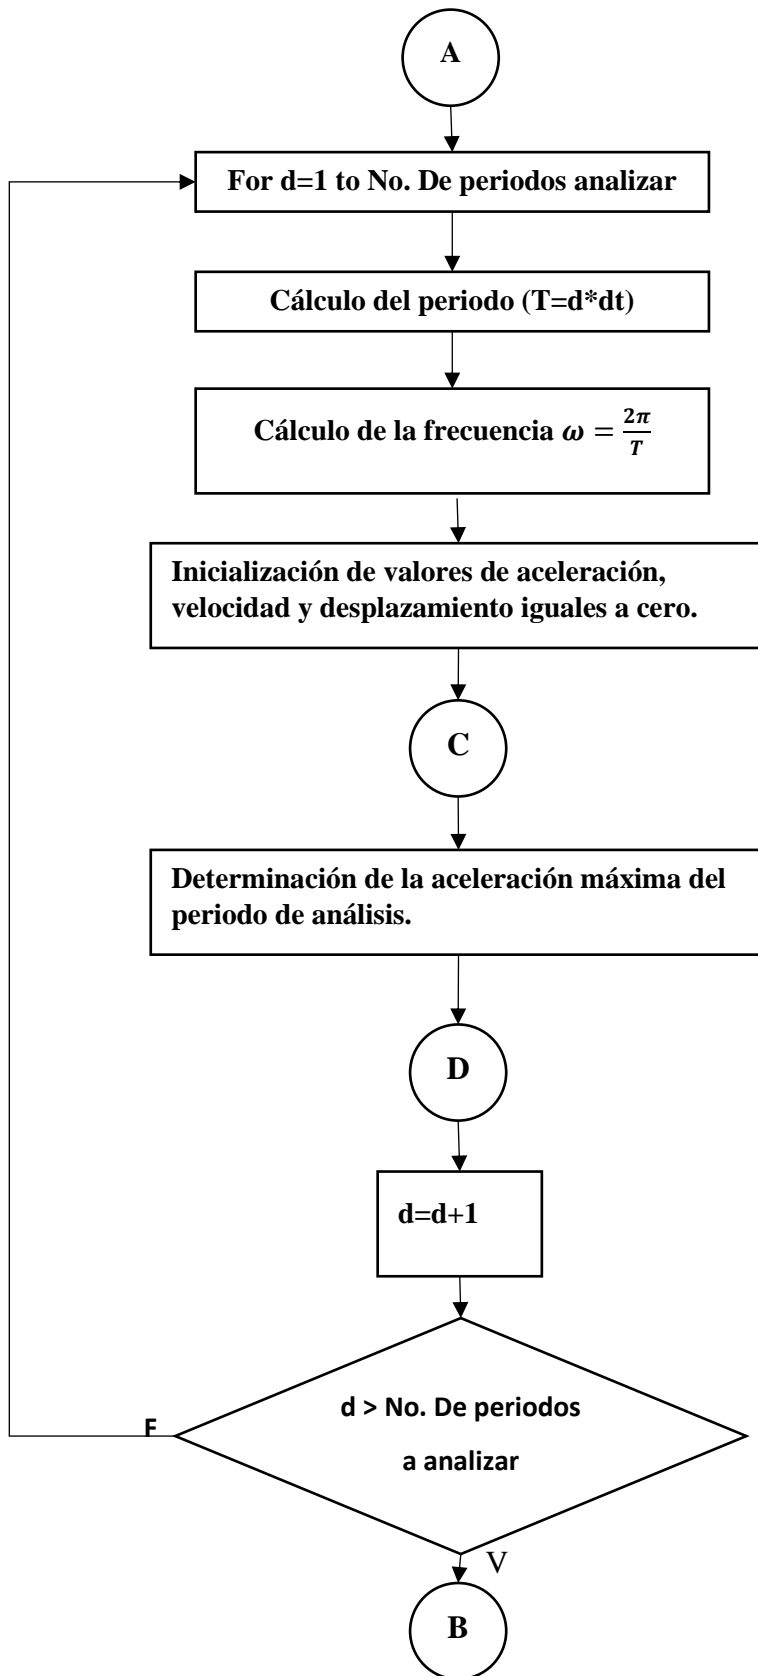 A
For d=1 to No. De periodos analizar
Cálculo del periodo (T=d*dt)
Cálculo de la frecuencia 𝝎 = 𝟐𝝅/𝑻
Inicialización de valores de aceleración,
velocidad y desplazamiento iguales a cero.
C
Determinación de la aceleración máxima del
periodo de análisis.
D
d=d+1
d > No. De periodos
F
a analizar
V
B